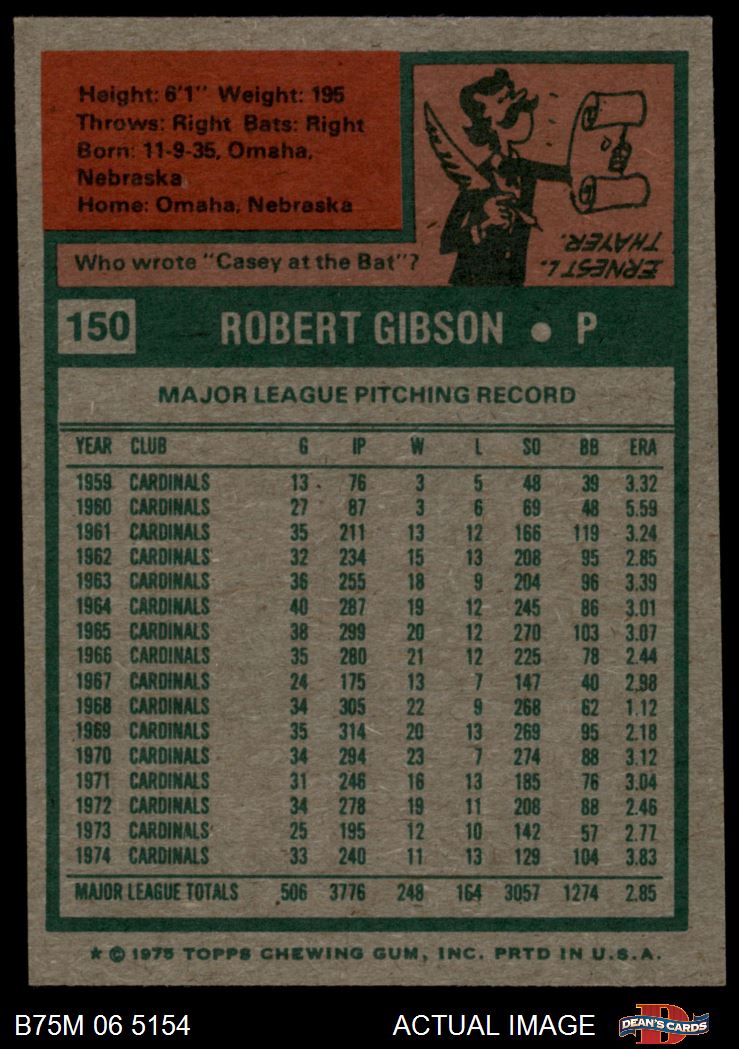 Height: 6'1" Weight: 195
Throws: Right Bats: Right
Born: 11-9-35, Omaha,
Nebraska
Home: Omaha, Nebraska
ERNEST L.
THAYER.
Who wrote "Casey at the Bat"?
150 ROBERT GIBSON • P
MAJOR LEAGUE PITCHING RECORD
YEAR CLUB G IP W L SO BB ERA
1959 CARDINALS 13 76 3 5 48 39 3.32
1960 CARDINALS 27 87 3 6 69 48 5.59
1961 CARDINALS 35 211 13 12 166 119 3.24
1962 CARDINALS 32 234 15 13 208 95 2.85
1963 CARDINALS 36 255 18 9 204 96 3.39
1964 CARDINALS 40 287 19 12 245 86 3.01
1965 CARDINALS 38 299 20 12 270 103 3.07
1966 CARDINALS 35 280 21 12 225 78 2.44
1967 CARDINALS 24 175 13 7 147 40 2.98
1968 CARDINALS 34 305 22 9 268 62 1.12
1969 CARDINALS 35 314 20 13 269 95 2.18
1970 CARDINALS 34 294 23 7 274 88 3.12
1971 CARDINALS 31 246 16 13 185 76 3.04
1972 CARDINALS 34 278 19 11 208 88 2.46
1973 CARDINALS 25 195 12 10 142 57 2.77
1974 CARDINALS 33 240 11 13 129 104 3.83
MAJOR LEAGUE TOTALS 506 3776 248 164 3057 1274 2.85
★ © 1975 TOPPS CHEWING GUM, INC. PRTD IN U.S.A.
B75M 06 5154 ACTUAL IMAGE D DEAN'S CARDS